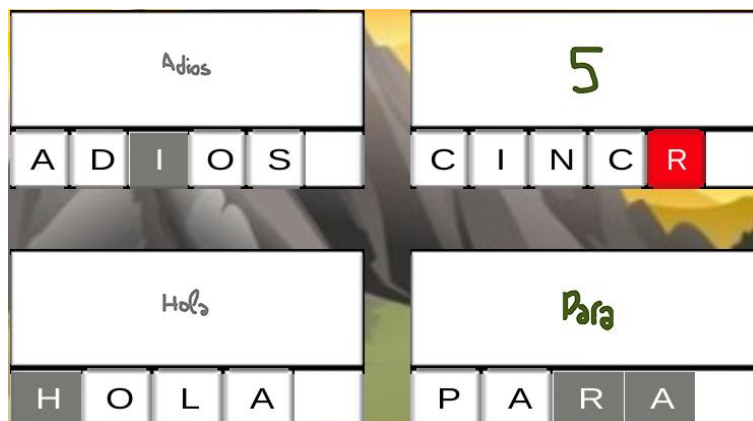 Adios
5
A D I O S
C I N C R
Hola
Para
H O L A
P A R A